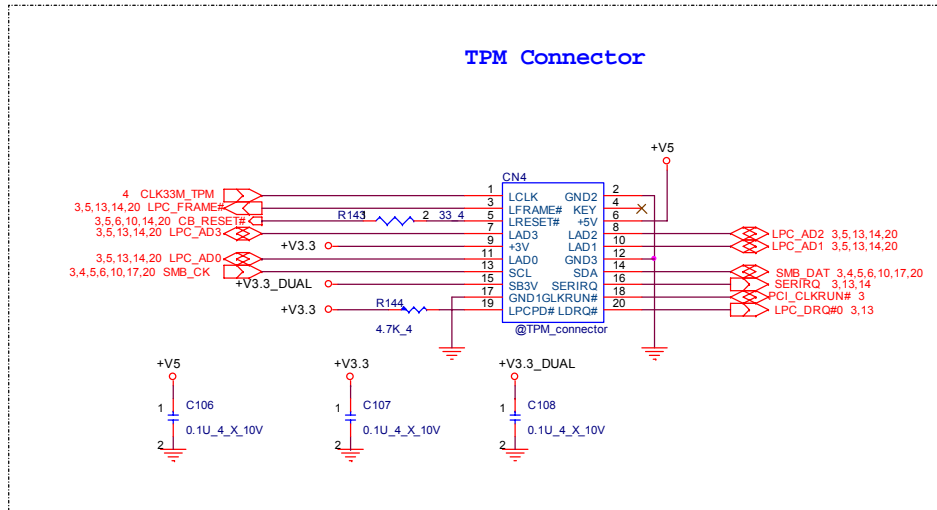 TPM Connector
+V5
CN4
4 CLK33M_TPM 1 LCLK GND2 2
3,5,13,14,20 LPC_FRAME# 3 LFRAME# KEY 4
3,5,6,10,14,20 CB_RESET# R143 1 2 33_4 5 LRESET# +5V 6
3,5,13,14,20 LPC_AD3 7 LAD3 LAD2 8 LPC_AD2 3,5,13,14,20
+V3.3 9 +3V LAD1 10 LPC_AD1 3,5,13,14,20
3,5,13,14,20 LPC_AD0 11 LAD0 GND3 12
3,4,5,6,10,17,20 SMB_CK 13 SCL SDA 14 SMB_DAT 3,4,5,6,10,17,20
+V3.3_DUAL 15 SB3V SERIRQ 16 SERIRQ 3,13,14
17 GND1 GLKRUN# 18 PCI_CLKRUN# 3
+V3.3 R144 19 LPCPD# LDRQ# 20 LPC_DRQ#0 3,13
4.7K_4 @TPM_connector
+V5 +V3.3 +V3.3_DUAL
1 C106 1 C107 1 C108
0.1U_4_X_10V 0.1U_4_X_10V 0.1U_4_X_10V
2 2 2